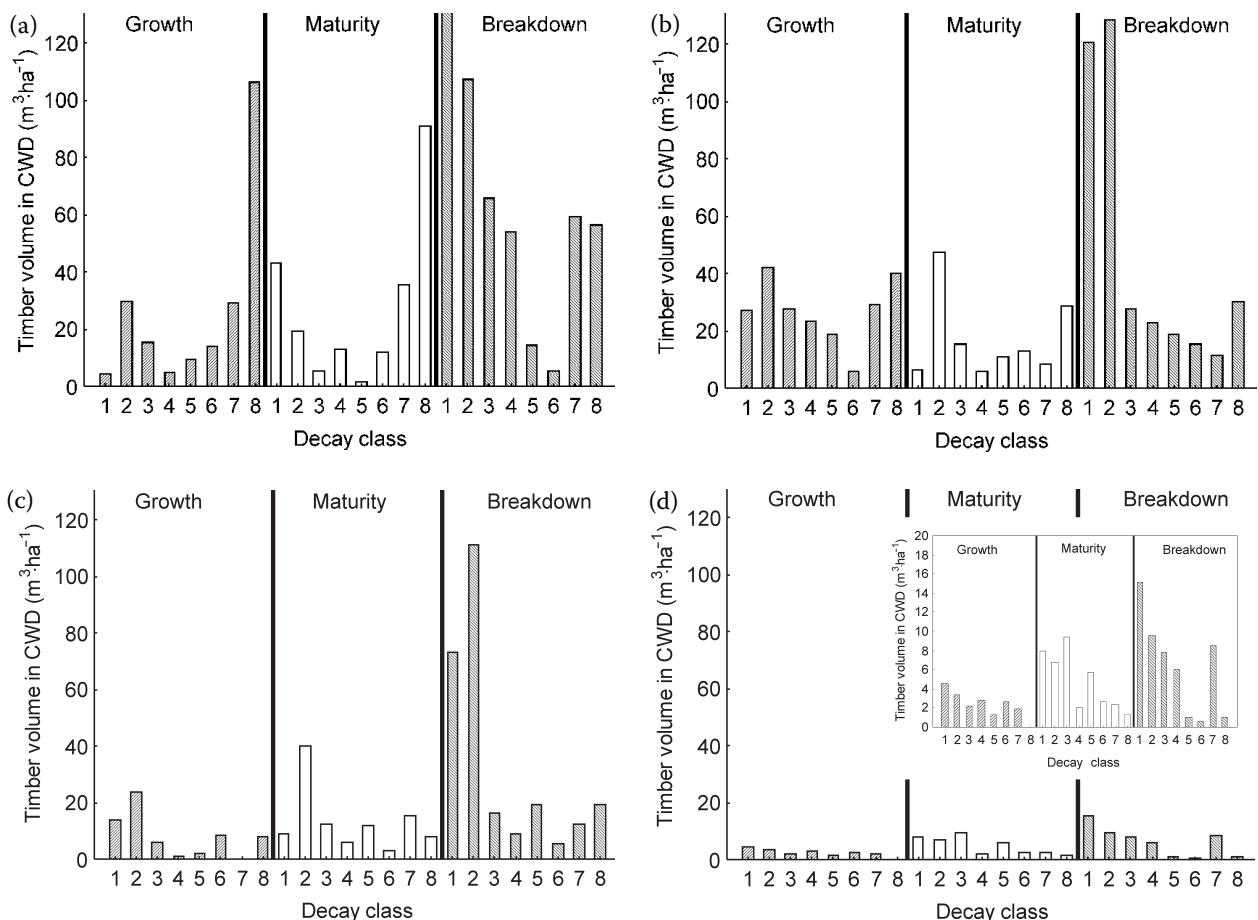 (a)
Growth Maturity Breakdown
Timber volume in CWD (m³·ha⁻¹)
120
100
80
60
40
20
0
1 2 3 4 5 6 7 8 1 2 3 4 5 6 7 8 1 2 3 4 5 6 7 8
Decay class
(b)
Growth Maturity Breakdown
Timber volume in CWD (m³·ha⁻¹)
120
100
80
60
40
20
0
1 2 3 4 5 6 7 8 1 2 3 4 5 6 7 8 1 2 3 4 5 6 7 8
Decay class
(c)
Growth Maturity Breakdown
Timber volume in CWD (m³·ha⁻¹)
120
100
80
60
40
20
0
1 2 3 4 5 6 7 8 1 2 3 4 5 6 7 8 1 2 3 4 5 6 7 8
Decay class
(d)
Growth Maturity Breakdown
Timber volume in CWD (m³·ha⁻¹)
120
100
80
60
40
20
0
1 2 3 4 5 6 7 8 1 2 3 4 5 6 7 8 1 2 3 4 5 6 7 8
Decay class
Growth Maturity Breakdown
Timber volume in CWD (m³·ha⁻¹)
20
18
16
14
12
10
8
6
4
2
0
1 2 3 4 5 6 7 8 1 2 3 4 5 6 7 8 1 2 3 4 5 6 7 8
Decay class